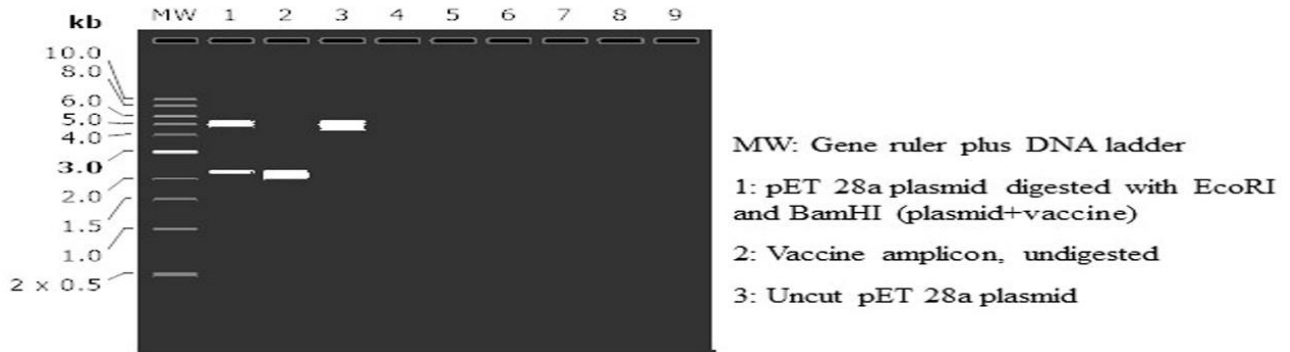 kb
MW 1 2 3 4 5 6 7 8 9
10.0
8.0
6.0
5.0
4.0
3.0
2.0
1.5
1.0
2 x 0.5
MW: Gene ruler plus DNA ladder
1: pET 28a plasmid digested with EcoRI
and BamHI (plasmid+vaccine)
2: Vaccine amplicon, undigested
3: Uncut pET 28a plasmid